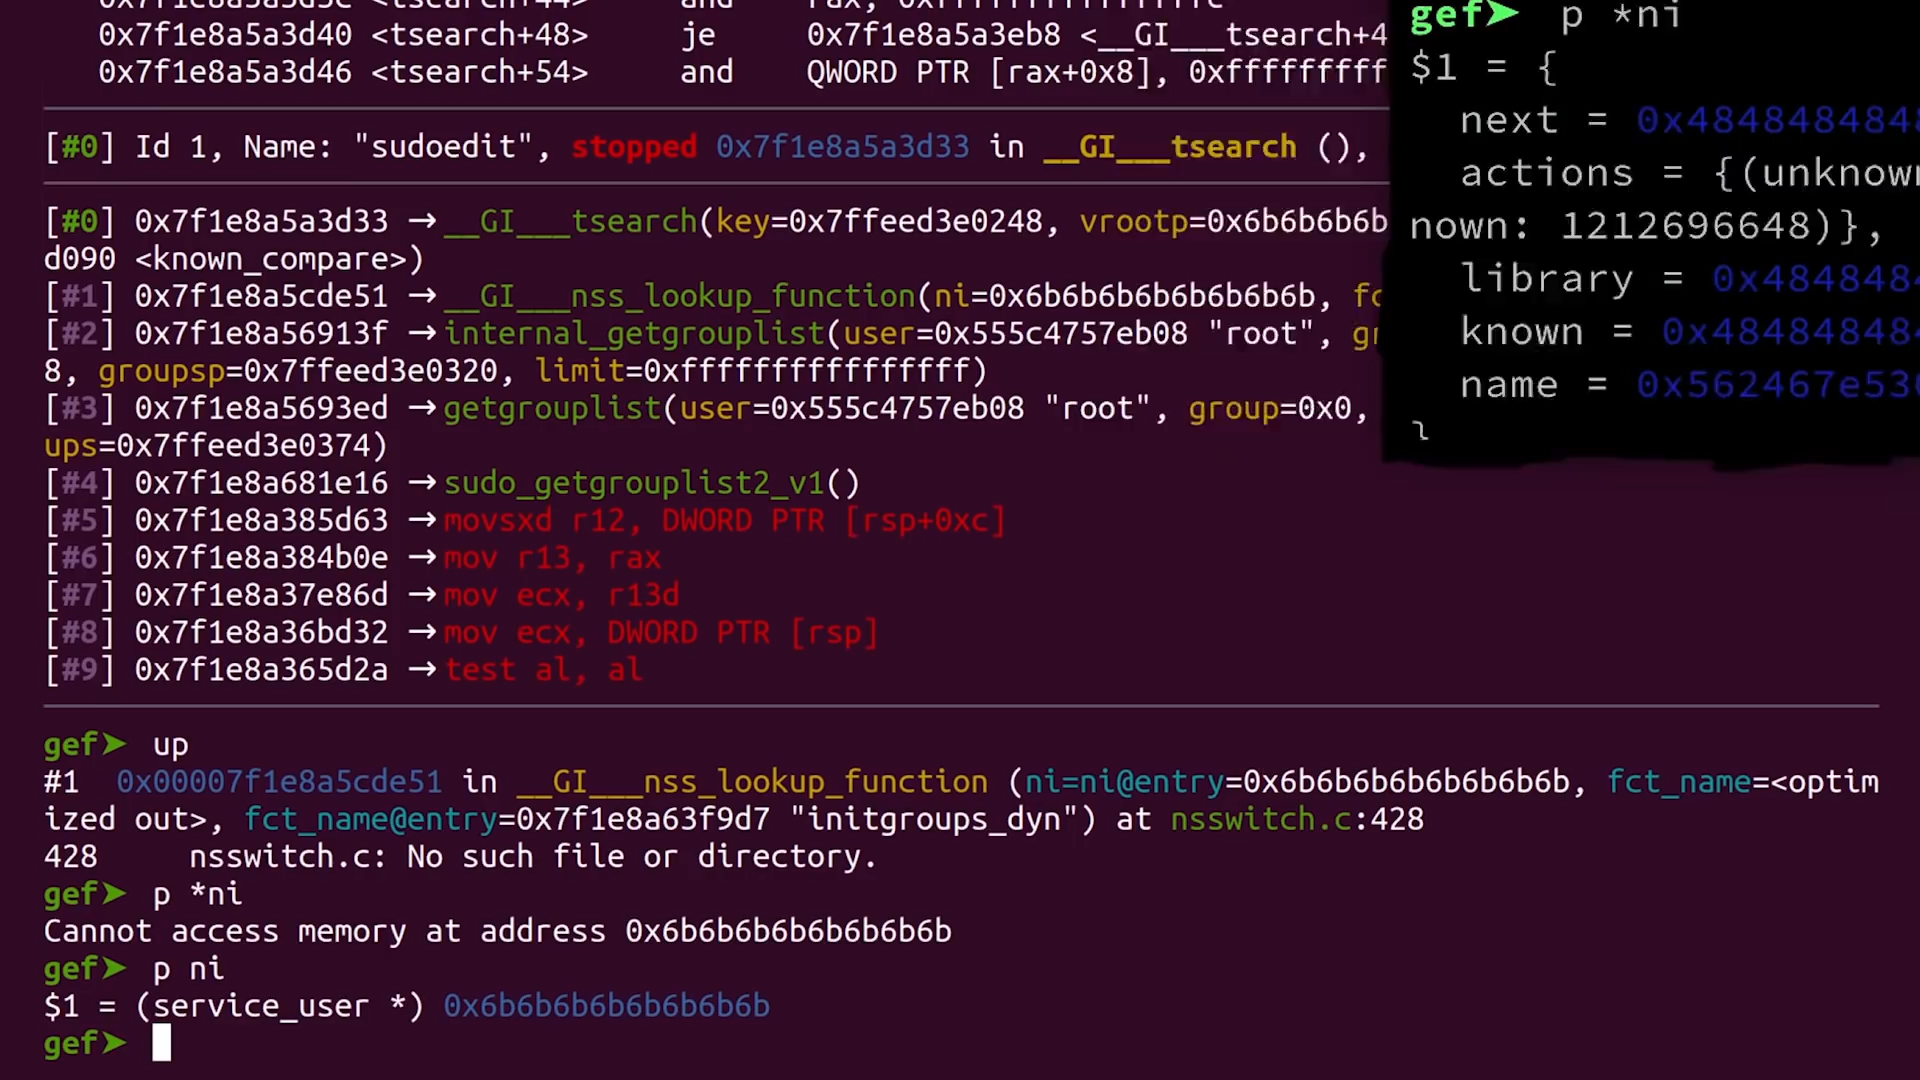 0x7f1e8a5a3d40 <tsearch+48> je 0x7f1e8a5a3eb8 <__GI___tsearch+4
0x7f1e8a5a3d46 <tsearch+54> and QWORD PTR [rax+0x8], 0xfffffffff
[#0] Id 1, Name: "sudoedit", stopped 0x7f1e8a5a3d33 in __GI___tsearch (),
[#0] 0x7f1e8a5a3d33 → __GI___tsearch(key=0x7ffeed3e0248, vrootp=0x6b6b6b6b
d090 <known_compare>)
[#1] 0x7f1e8a5cde51 → __GI___nss_lookup_function(ni=0x6b6b6b6b6b6b6b6b, fc
[#2] 0x7f1e8a56913f → internal_getgrouplist(user=0x555c4757eb08 "root", gr
8, groupsp=0x7ffeed3e0320, limit=0xffffffffffffffff)
[#3] 0x7f1e8a5693ed → getgrouplist(user=0x555c4757eb08 "root", group=0x0,
ups=0x7ffeed3e0374)
[#4] 0x7f1e8a681e16 → sudo_getgrouplist2_v1()
[#5] 0x7f1e8a385d63 → movsxd r12, DWORD PTR [rsp+0xc]
[#6] 0x7f1e8a384b0e → mov r13, rax
[#7] 0x7f1e8a37e86d → mov ecx, r13d
[#8] 0x7f1e8a36bd32 → mov ecx, DWORD PTR [rsp]
[#9] 0x7f1e8a365d2a → test al, al
gef➤ up
#1 0x00007f1e8a5cde51 in __GI___nss_lookup_function (ni=ni@entry=0x6b6b6b6b6b6b6b6b, fct_name=<optim
ized out>, fct_name@entry=0x7f1e8a63f9d7 "initgroups_dyn") at nsswitch.c:428
428 nsswitch.c: No such file or directory.
gef➤ p *ni
Cannot access memory at address 0x6b6b6b6b6b6b6b6b
gef➤ p ni
$1 = (service_user *) 0x6b6b6b6b6b6b6b6b
gef➤
gef➤ p *ni
$1 = {
next = 0x4848484848
actions = {(unknown
nown: 1212696648)},
library = 0x484848
known = 0x484848484
name = 0x562467e53
}